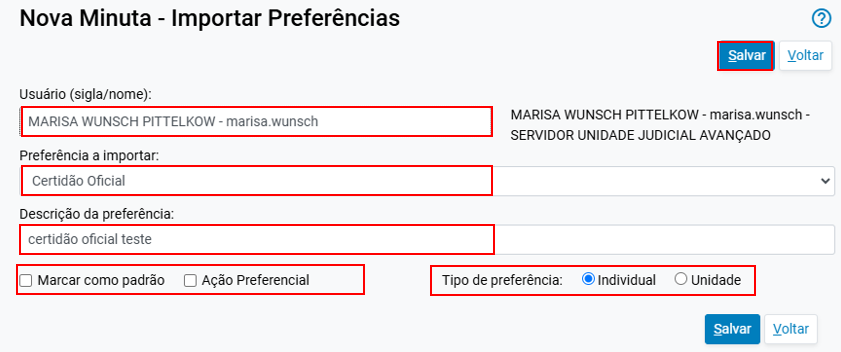 Nova Minuta - Importar Preferências
?
Salvar Voltar
Usuário (sigla/nome):
MARISA WUNSCH PITTELKOW - marisa.wunsch
MARISA WUNSCH PITTELKOW - marisa.wunsch -
SERVIDOR UNIDADE JUDICIAL AVANÇADO
Preferência a importar:
Certidão Oficial
Descrição da preferência:
certidão oficial teste
Marcar como padrão Ação Preferencial Tipo de preferência: Individual Unidade
Salvar Voltar